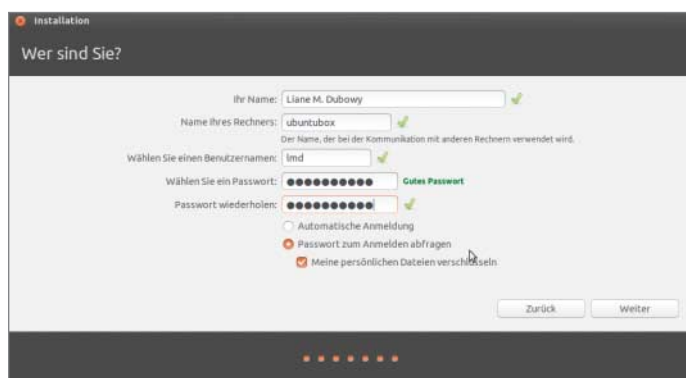 Installation
Wer sind Sie?
Ihr Name: Liane M. Dubowy
Name Ihres Rechners: ubuntubox
Der Name, der bei der Kommunikation mit anderen Rechnern verwendet wird.
Wählen Sie einen Benutzernamen: lmd
Wählen Sie ein Passwort: ●●●●●●●●●● Gutes Passwort
Passwort wiederholen: ●●●●●●●●●●
Automatische Anmeldung
Passwort zum Anmelden abfragen
Meine persönlichen Dateien verschlüsseln
Zurück Weiter